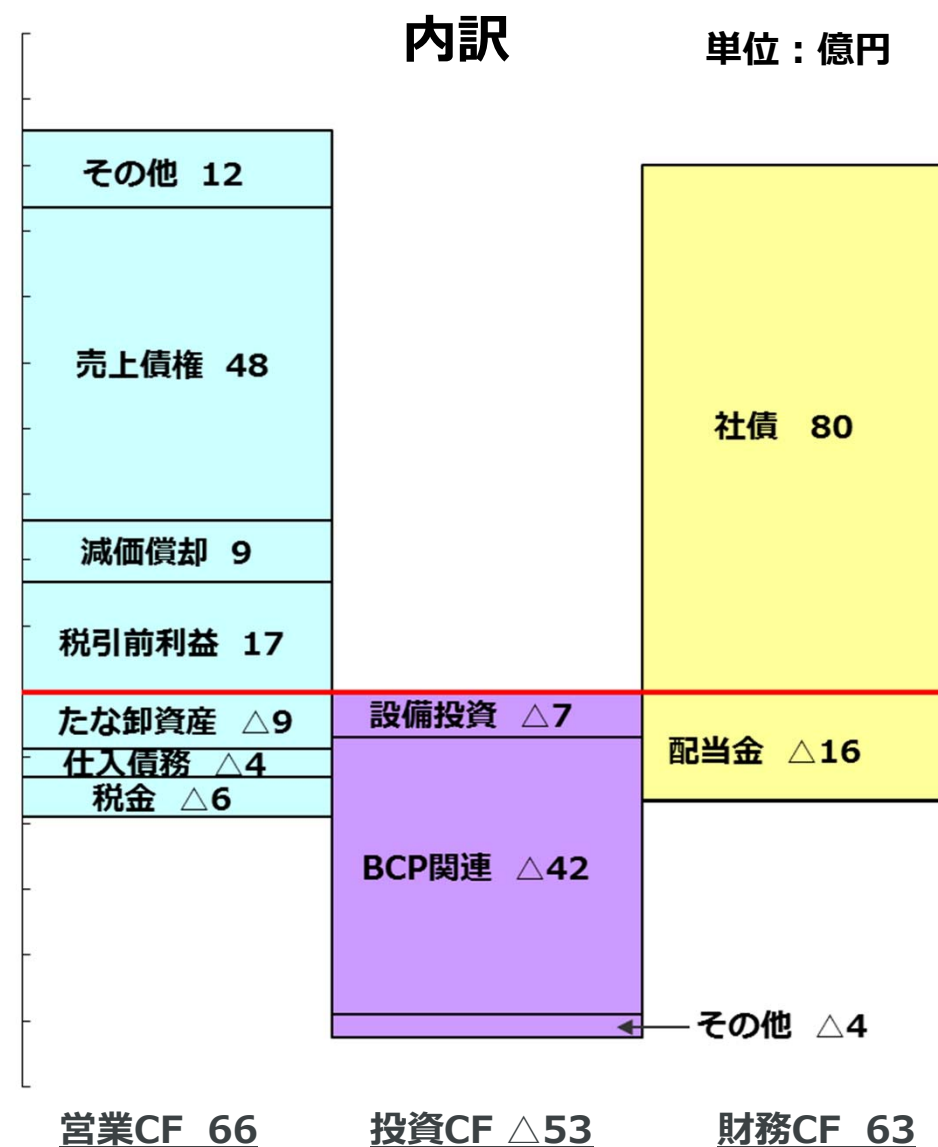 内訳
単位：億円
その他 12
売上債権 48
減価償却 9
税引前利益 17
たな卸資産 △9
仕入債務 △4
税金 △6
設備投資 △7
BCP関連 △42
その他 △4
社債 80
配当金 △16
営業CF 66
投資CF △53
財務CF 63